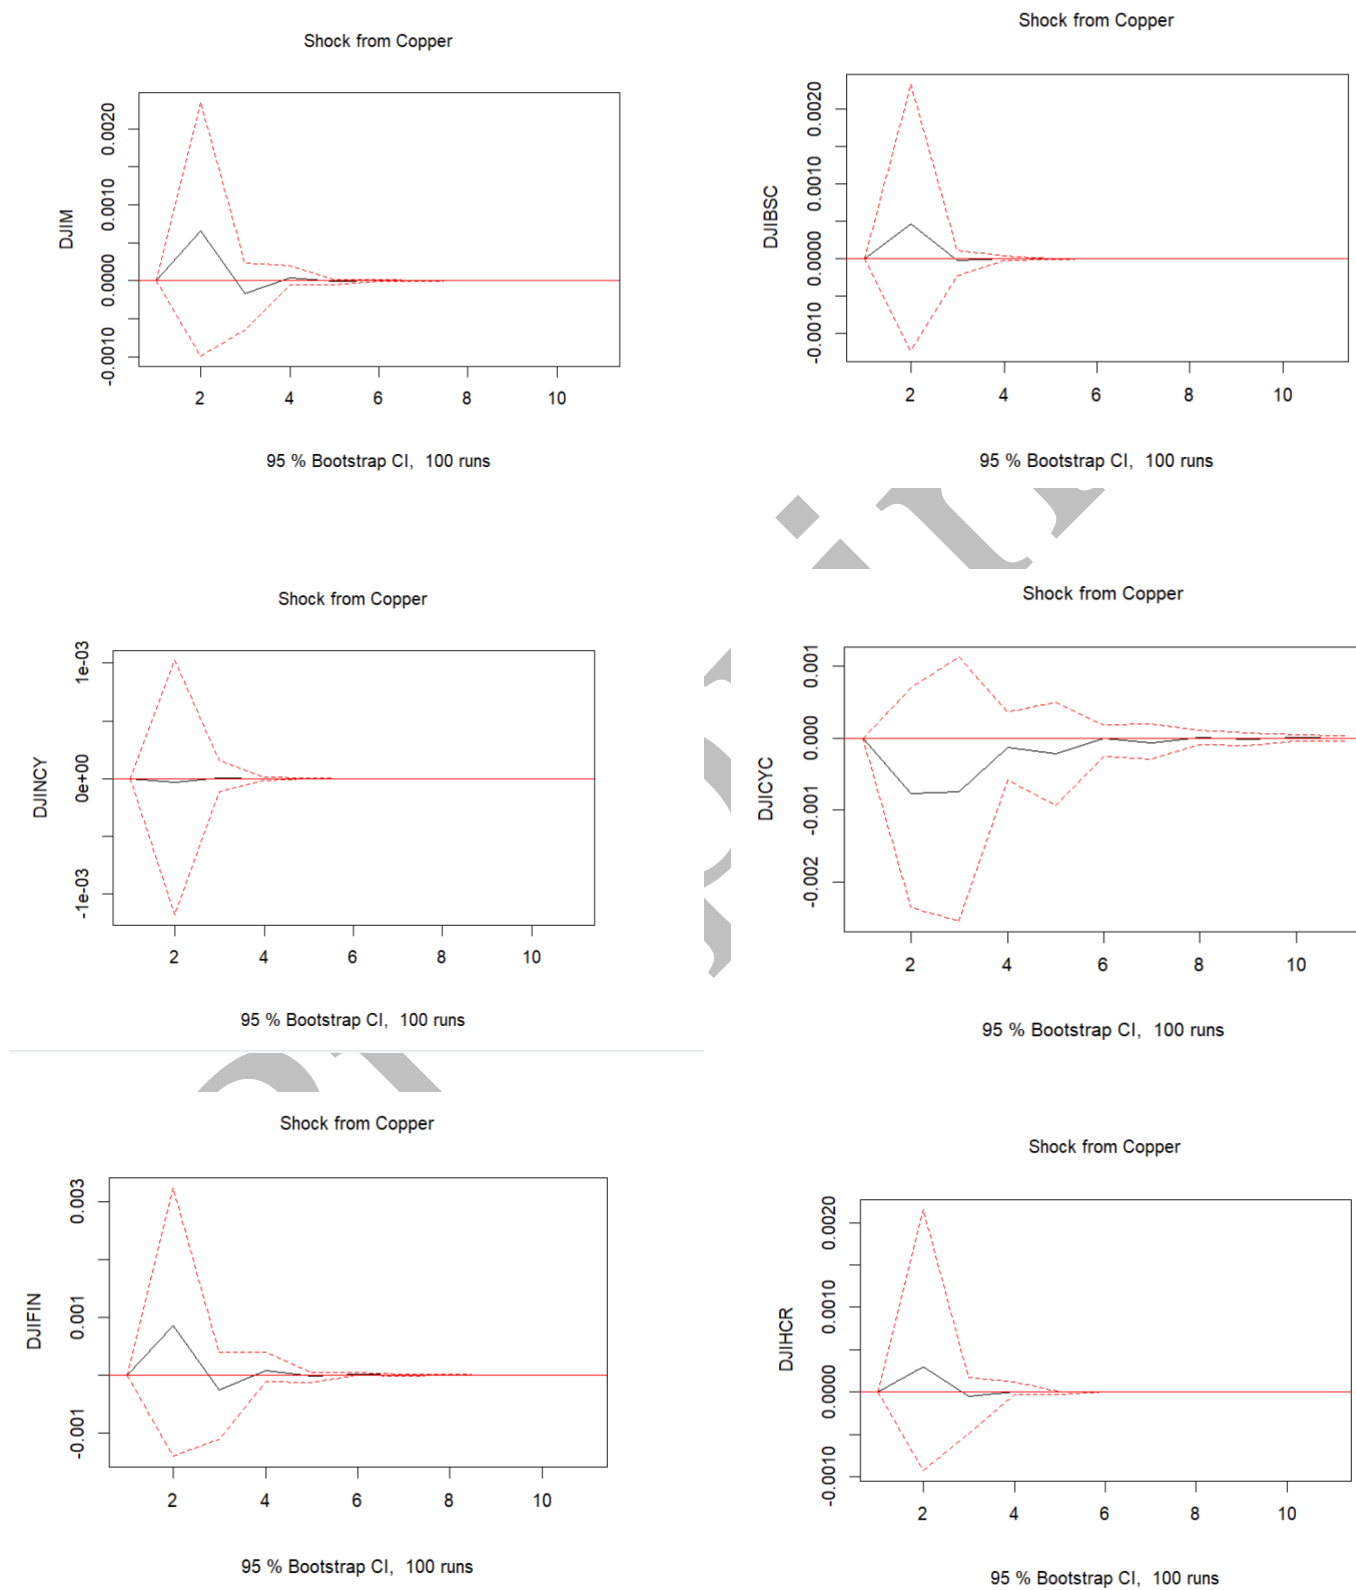 Shock from Copper
DJIM
-0.0010 0.0000 0.0010 0.0020
2 4 6 8 10
95 % Bootstrap CI, 100 runs
Shock from Copper
DJIBSC
-0.0010 0.0000 0.0010 0.0020
2 4 6 8 10
95 % Bootstrap CI, 100 runs
Shock from Copper
DJINCY
-1e-03 0e+00 1e-03
2 4 6 8 10
95 % Bootstrap CI, 100 runs
Shock from Copper
DJICYC
-0.002 -0.001 0.000 0.001
2 4 6 8 10
95 % Bootstrap CI, 100 runs
Shock from Copper
DJIFIN
-0.001 0.001 0.003
2 4 6 8 10
95 % Bootstrap CI, 100 runs
Shock from Copper
DJIHCR
-0.0010 0.0000 0.0010 0.0020
2 4 6 8 10
95 % Bootstrap CI, 100 runs